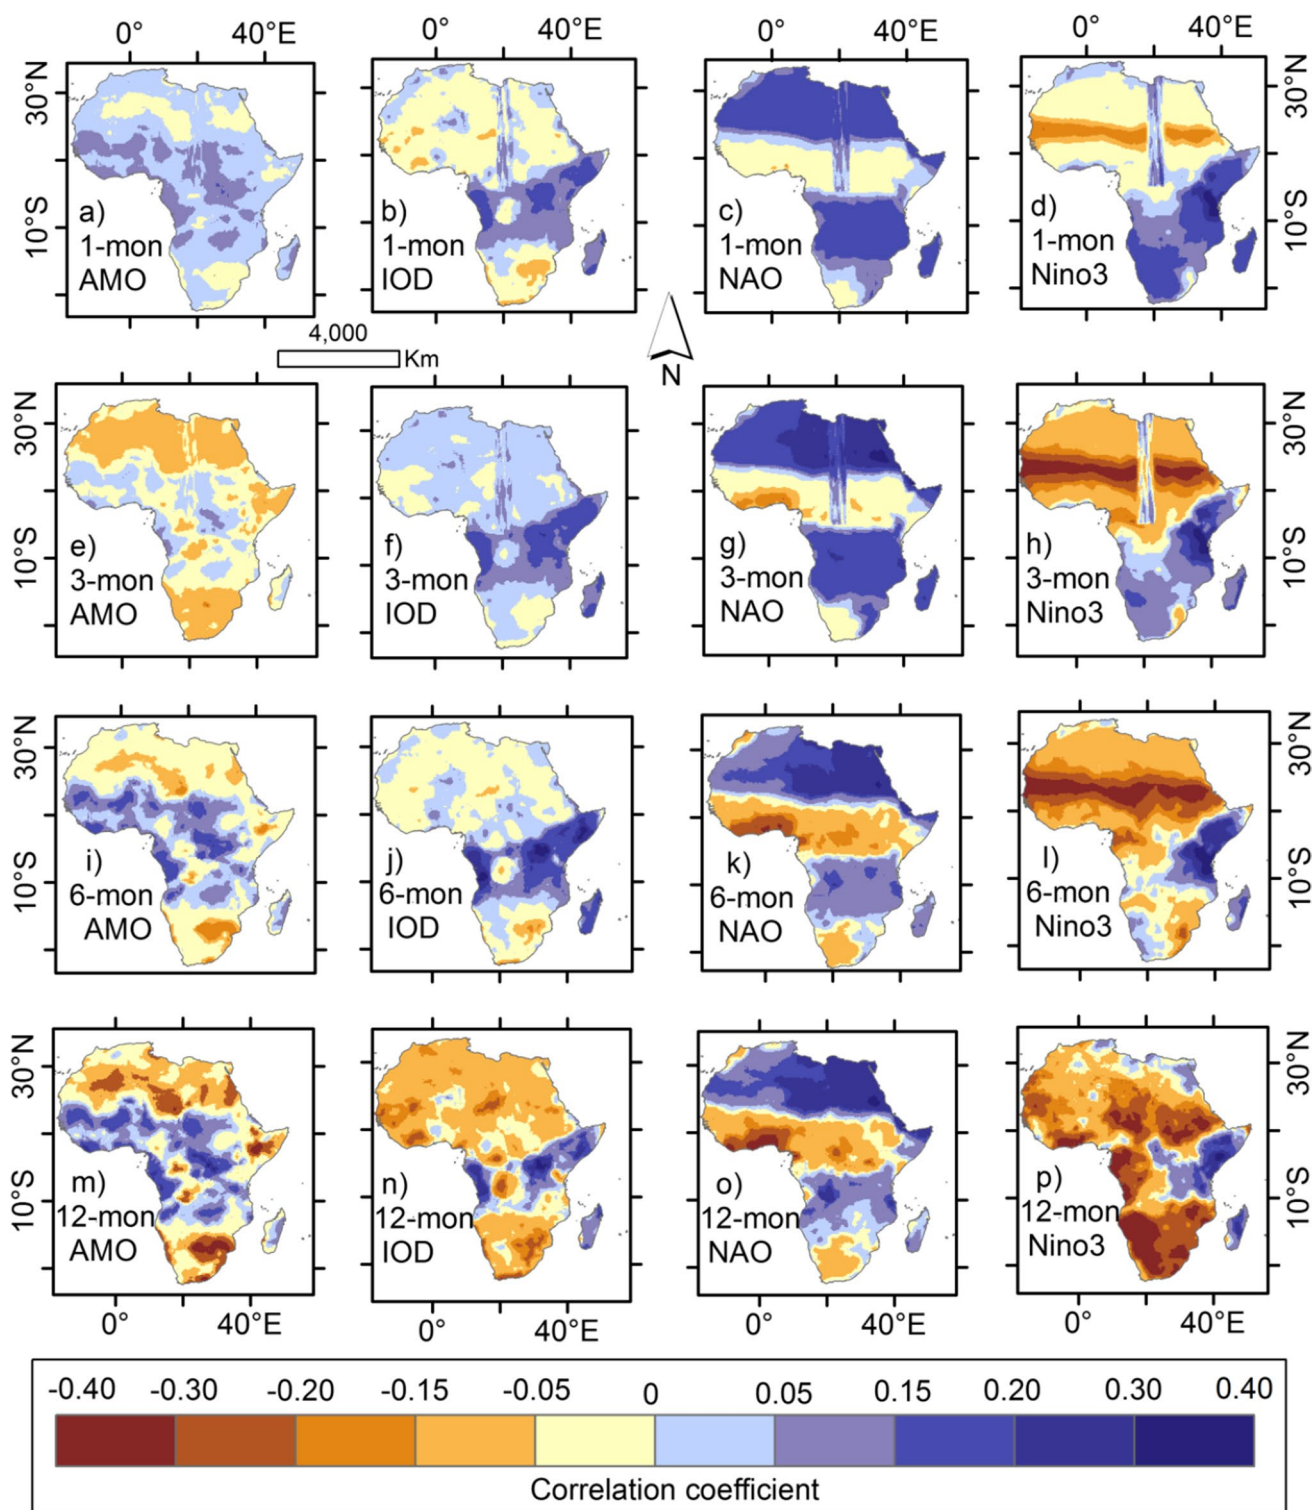 0° 40°E 0° 40°E 0° 40°E 0° 40°E
30°N 30°N
10°S 10°S
a) b) c) d)
1-mon 1-mon 1-mon 1-mon
AMO IOD NAO Nino3
4,000
Km
N
30°N 30°N
10°S 10°S
e) f) g) h)
3-mon 3-mon 3-mon 3-mon
AMO IOD NAO Nino3
30°N 30°N
10°S 10°S
i) j) k) l)
6-mon 6-mon 6-mon 6-mon
AMO IOD NAO Nino3
30°N 30°N
10°S 10°S
m) n) o) p)
12-mon 12-mon 12-mon 12-mon
AMO IOD NAO Nino3
0° 40°E 0° 40°E 0° 40°E 0° 40°E
-0.40 -0.30 -0.20 -0.15 -0.05 0 0.05 0.15 0.20 0.30 0.40
Correlation coefficient